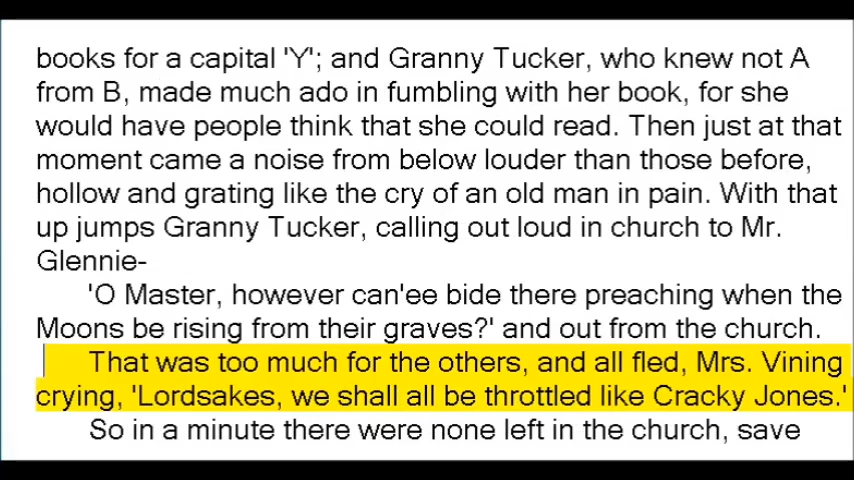 books for a capital 'Y'; and Granny Tucker, who knew not A
from B, made much ado in fumbling with her book, for she
would have people think that she could read. Then just at that
moment came a noise from below louder than those before,
hollow and grating like the cry of an old man in pain. With that
up jumps Granny Tucker, calling out loud in church to Mr.
Glennie-
'O Master, however can'ee bide there preaching when the
Moons be rising from their graves?' and out from the church.
That was too much for the others, and all fled, Mrs. Vining
crying, 'Lordsakes, we shall all be throttled like Cracky Jones.'
So in a minute there were none left in the church, save